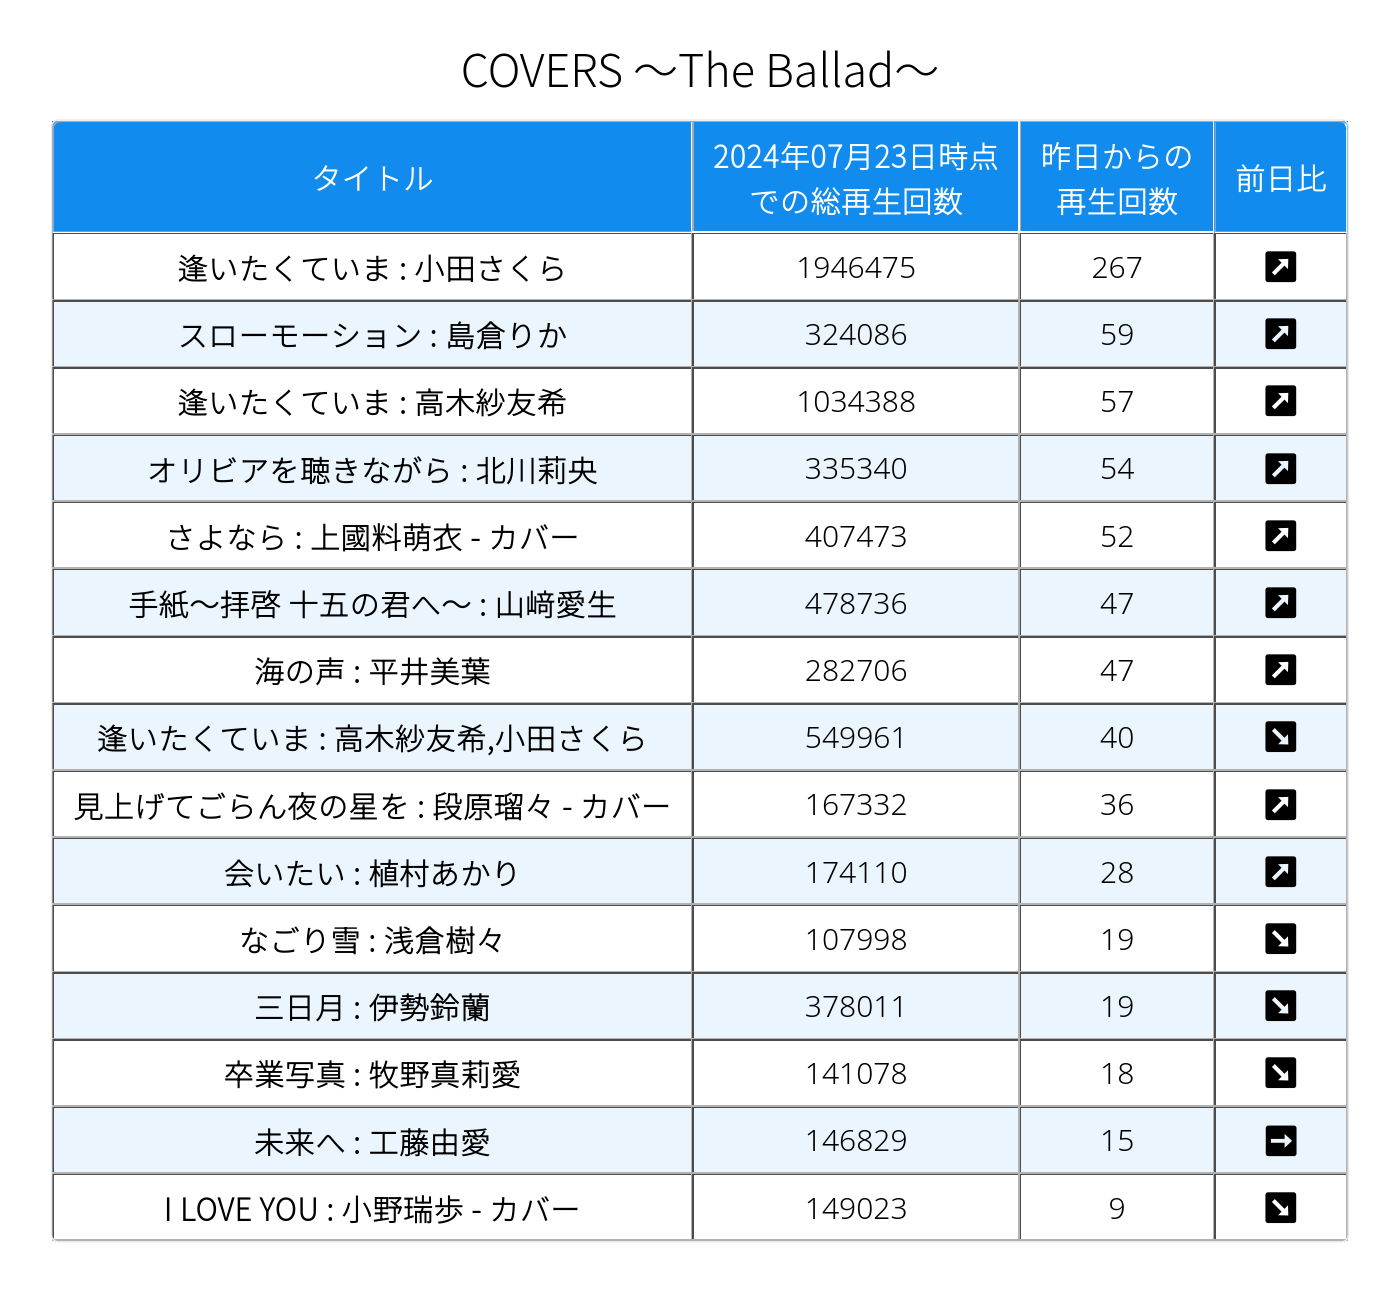 COVERS ～The Ballad～
タイトル 2024年07月23日時点での総再生回数 昨日からの再生回数 前日比
逢いたくていま : 小田さくら 1946475 267 ↗
スローモーション : 島倉りか 324086 59 ↗
逢いたくていま : 高木紗友希 1034388 57 ↗
オリビアを聴きながら : 北川莉央 335340 54 ↗
さよなら : 上國料萌衣 - カバー 407473 52 ↗
手紙～拝啓 十五の君へ～ : 山﨑愛生 478736 47 ↗
海の声 : 平井美葉 282706 47 ↗
逢いたくていま : 高木紗友希,小田さくら 549961 40 ↘
見上げてごらん夜の星を : 段原瑠々 - カバー 167332 36 ↗
会いたい : 植村あかり 174110 28 ↗
なごり雪 : 浅倉樹々 107998 19 ↘
三日月 : 伊勢鈴蘭 378011 19 ↘
卒業写真 : 牧野真莉愛 141078 18 ↘
未来へ : 工藤由愛 146829 15 →
I LOVE YOU : 小野瑞歩 - カバー 149023 9 ↘